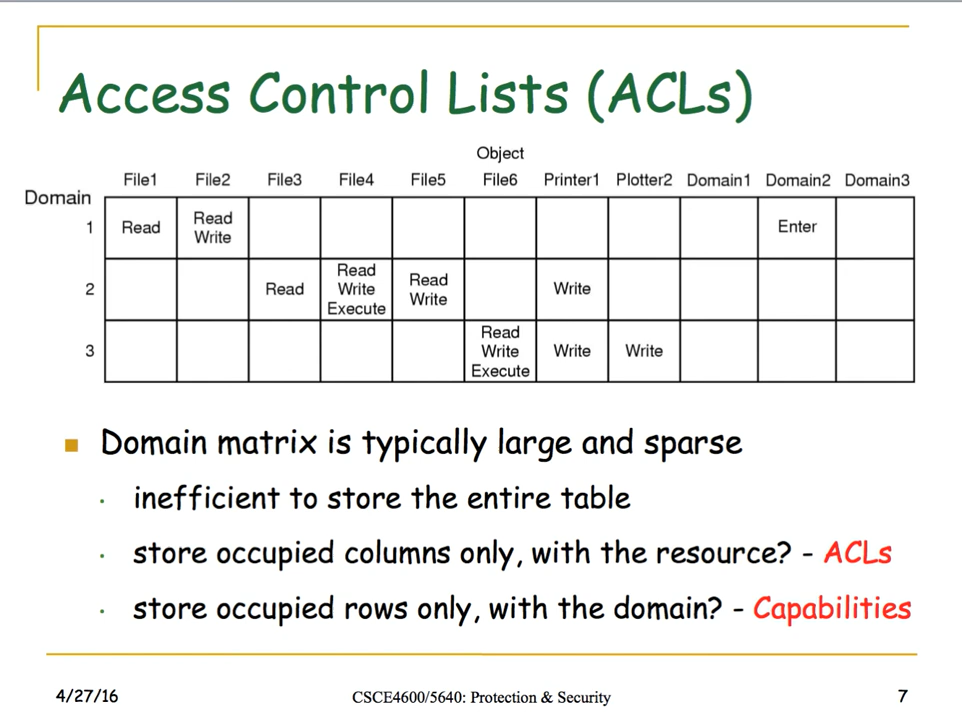 Access Control Lists (ACLs)
Object
File1 File2 File3 File4 File5 File6 Printer1 Plotter2 Domain1 Domain2 Domain3
Domain
1 Read Read Write Enter
2 Read Read Write Execute Read Write Write
3 Read Write Execute Write Write
Domain matrix is typically large and sparse
inefficient to store the entire table
store occupied columns only, with the resource? - ACLs
store occupied rows only, with the domain? - Capabilities
4/27/16 CSCE4600/5640: Protection & Security 7